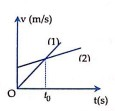 v (m/s)
(1)
(2)
O
t₀
t(s)